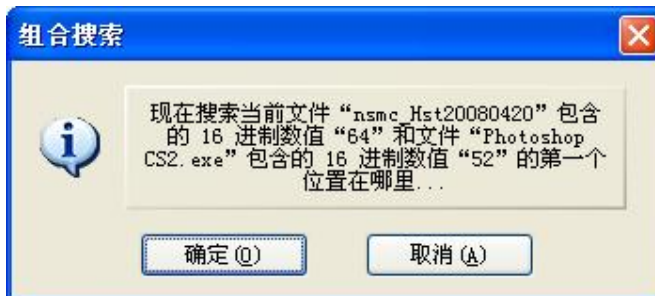 组合搜索
现在搜索当前文件“nsmc_Hst20080420”包含
的 16 进制数值“64”和文件“Photoshop
CS2.exe”包含的 16 进制数值“52”的第一个
位置在哪里...
确定(O)
取消(A)